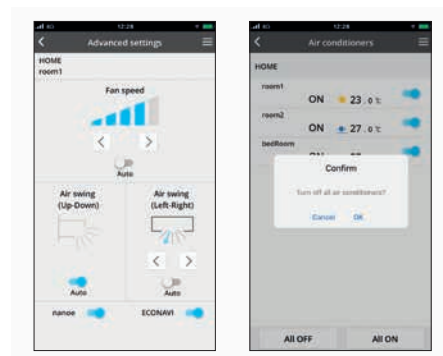 4G
12:28
Advanced settings
HOME
room1
Fan speed
Auto
Air swing
(Up-Down)
Air swing
(Left-Right)
Auto
Auto
nanoe
ECONAVI
4G
12:28
Air conditioners
HOME
room1
ON 23.0 ℃
room2
ON 27.0 ℃
bedRoom
Confirm
Turn off all air conditioners?
Cancel OK
All OFF
All ON